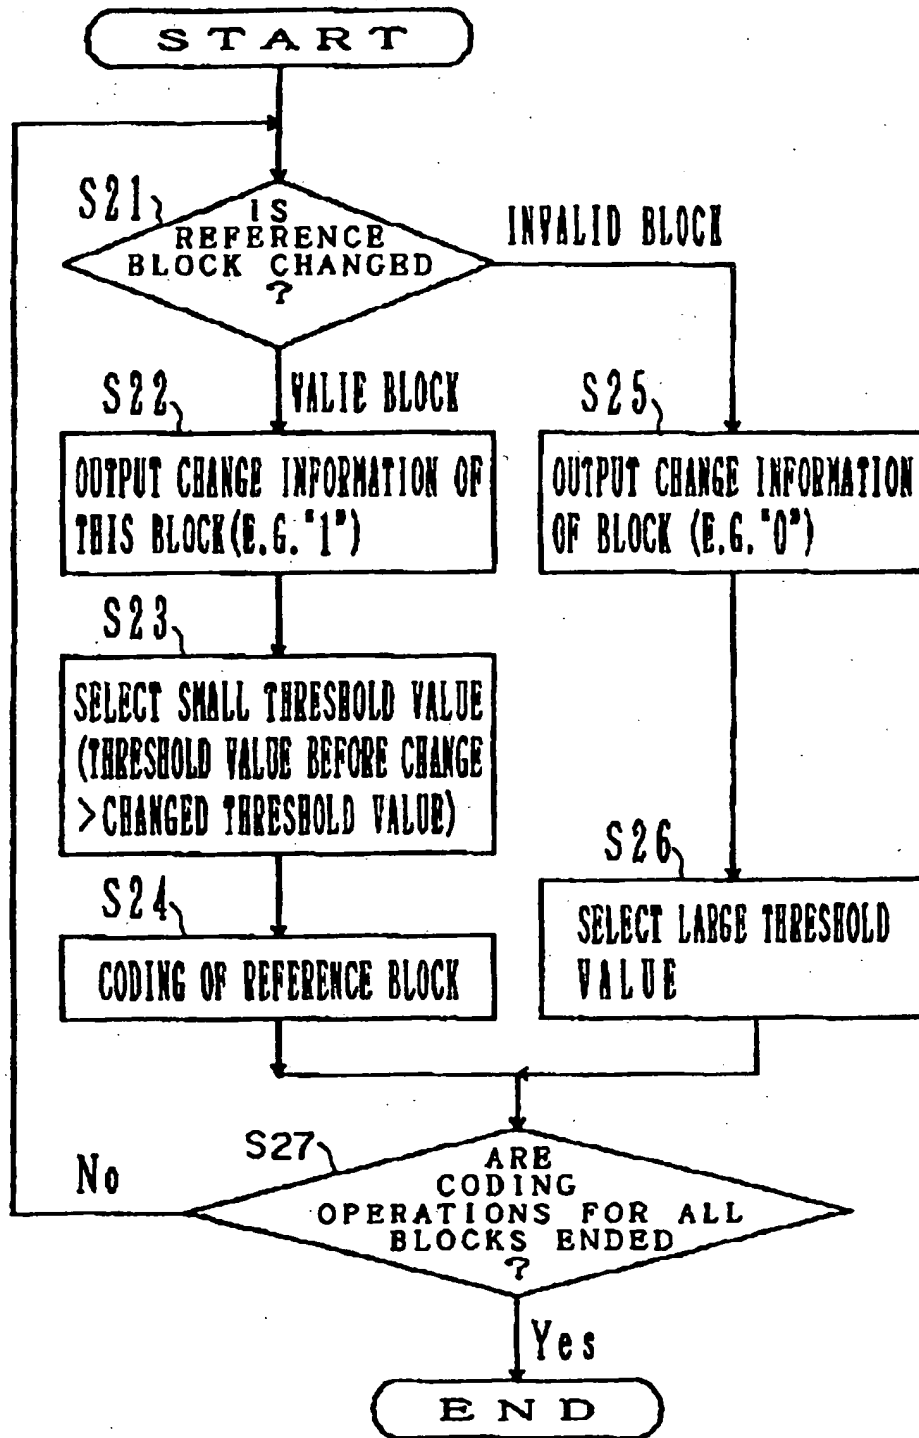 START
S21
IS
REFERENCE
BLOCK CHANGED
?
INVALID BLOCK
VALIE BLOCK
S22
OUTPUT CHANGE INFORMATION OF
THIS BLOCK(E.G."1")
S25
OUTPUT CHANGE INFORMATION
OF BLOCK (E.G."0")
S23
SELECT SMALL THRESHOLD VALUE
(THRESHOLD VALUE BEFORE CHANGE
>CHANGED THRESHOLD VALUE)
S24
CODING OF REFERENCE BLOCK
S26
SELECT LARGE THRESHOLD
VALUE
S27
ARE
CODING
OPERATIONS FOR ALL
BLOCKS ENDED
?
No
Yes
END